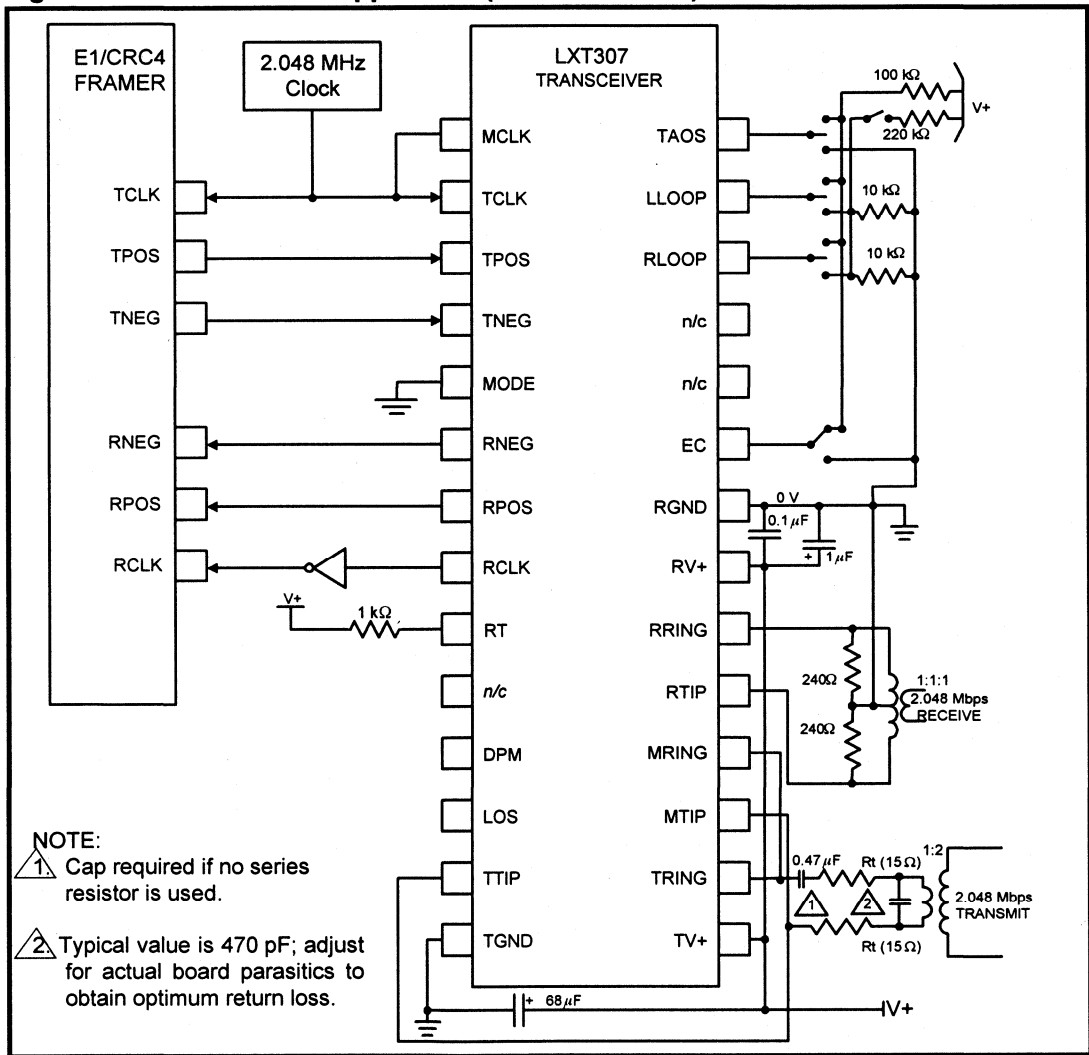 E1/CRC4
FRAMER
2.048 MHz
Clock
LXT307
TRANSCEIVER
100 kΩ
V+
220 kΩ
MCLK
TAOS
TCLK
TCLK
LLOOP
10 kΩ
TPOS
TPOS
RLOOP
10 kΩ
TNEG
TNEG
n/c
MODE
n/c
RNEG
RNEG
EC
RPOS
RPOS
RGND
0 V
0.1 µF
RCLK
RCLK
RV+
+ 1 µF
V+
1 kΩ
RT
RRING
n/c
RTIP
240Ω
1:1:1
2.048 Mbps
RECEIVE
240Ω
DPM
MRING
LOS
MTIP
NOTE:
1. Cap required if no series
resistor is used.
TTIP
TRING
0.47 µF
Rt (15 Ω)
1:2
1
2
2.048 Mbps
TRANSMIT
Rt (15 Ω)
TGND
TV+
2. Typical value is 470 pF; adjust
for actual board parasitics to
obtain optimum return loss.
+ 68 µF
V+